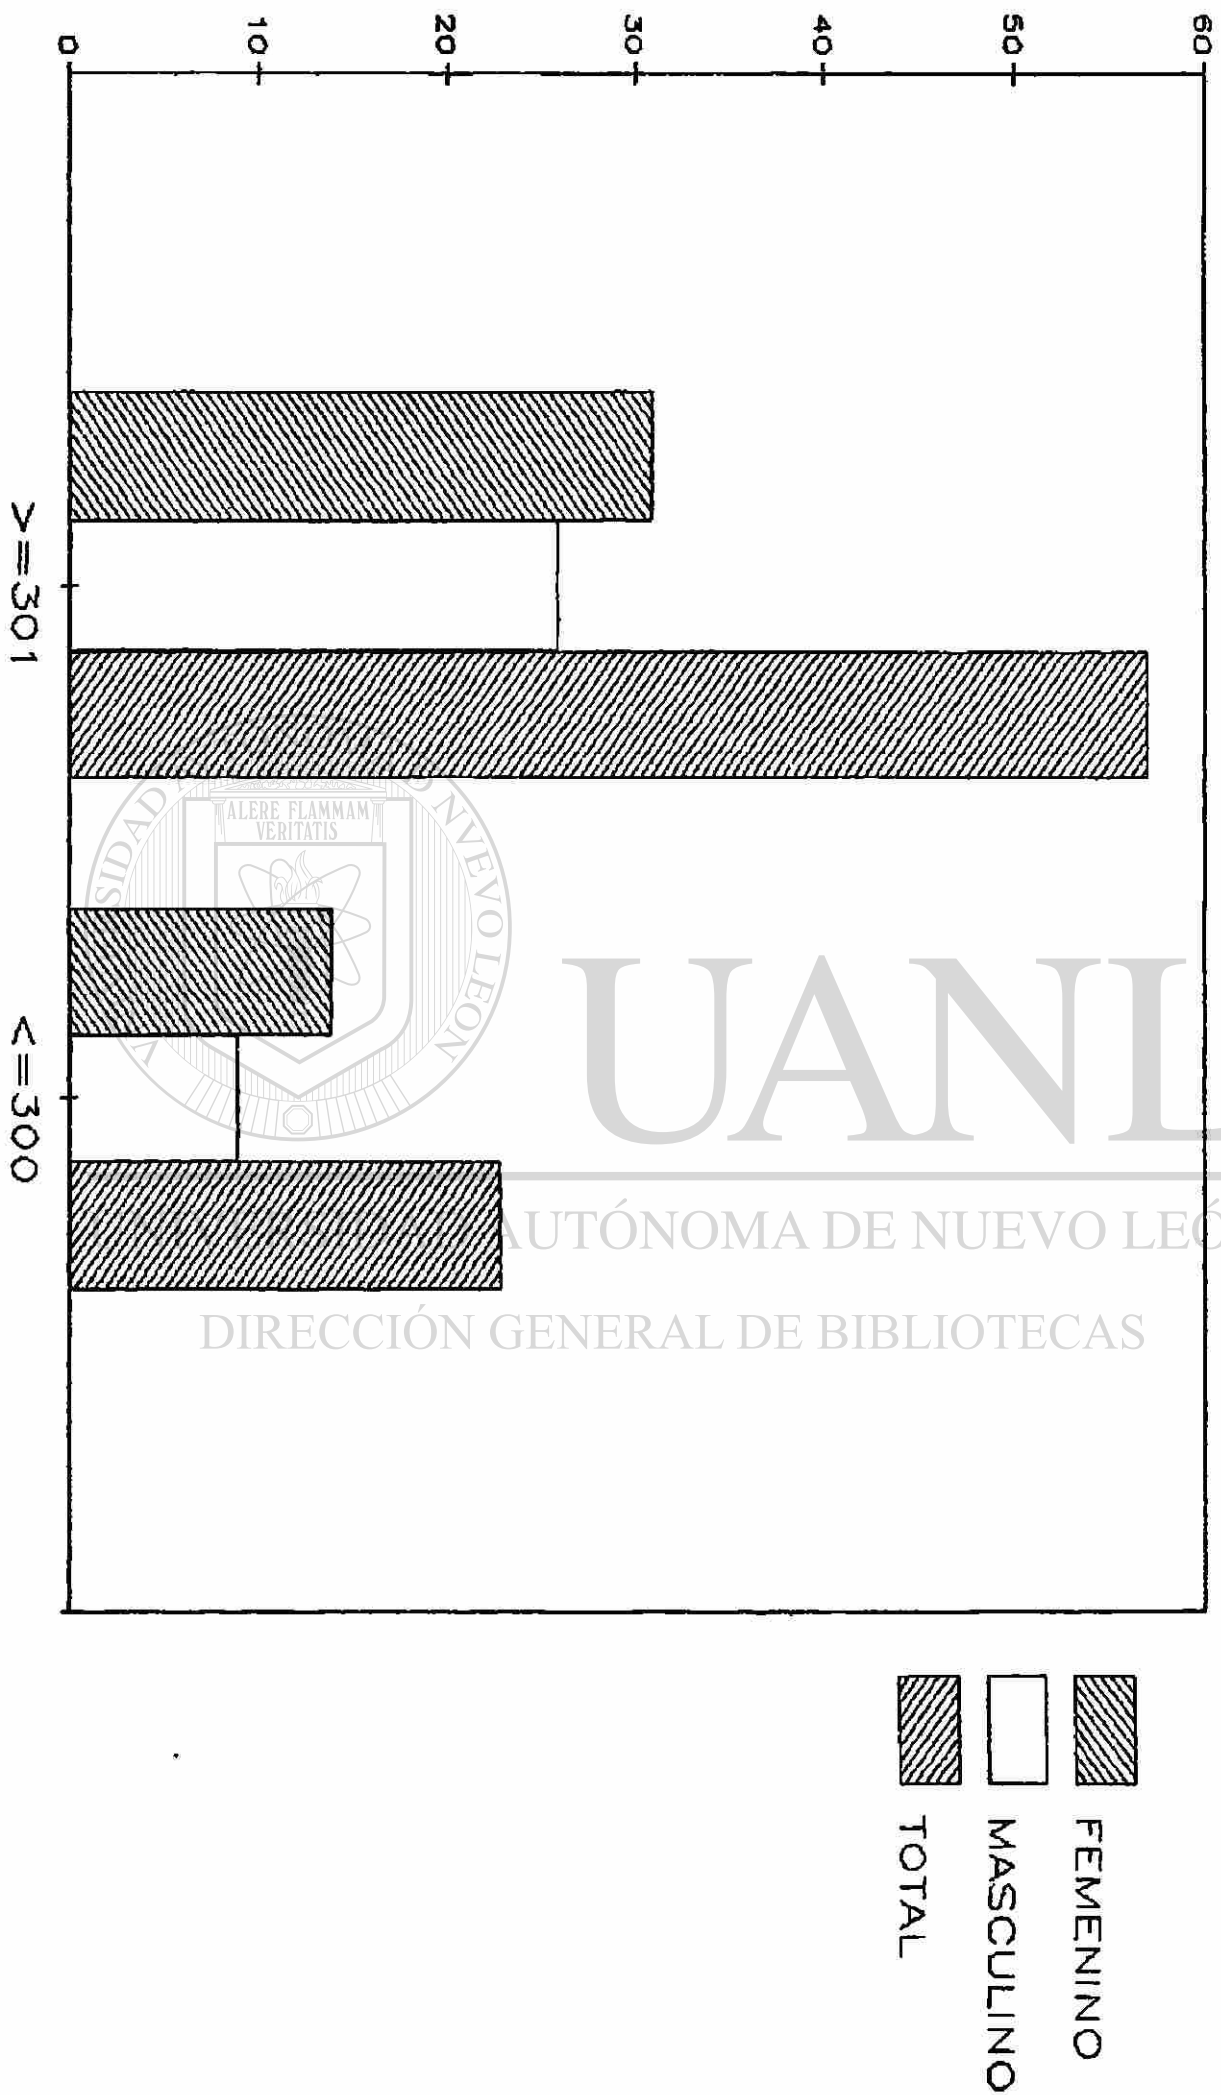 60
50
40
30
20
10
0
>=301
<=300
FEMENINO
MASCULINO
TOTAL
ALERE FLAMMAM
VERITATIS
UANL
AUTÓNOMA DE NUEVO LEÓ
DIRECCIÓN GENERAL DE BIBLIOTECAS